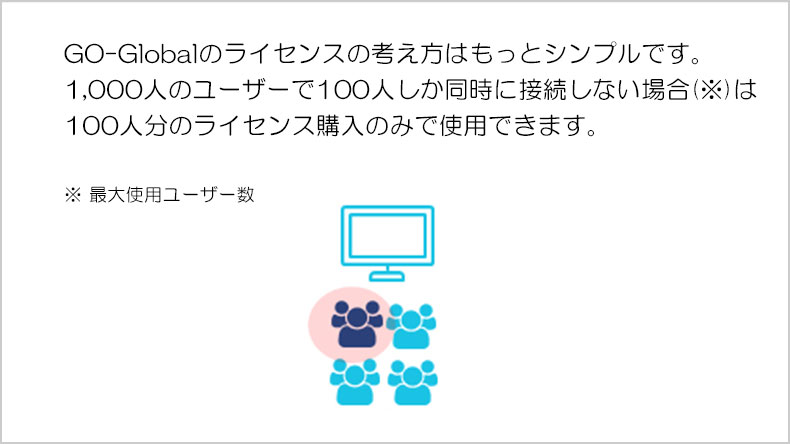 GO-Globalのライセンスの考え方はもっとシンプルです。
1,000人のユーザーで100人しか同時に接続しない場合(※)は
100人分のライセンス購入のみで使用できます。
※ 最大使用ユーザー数